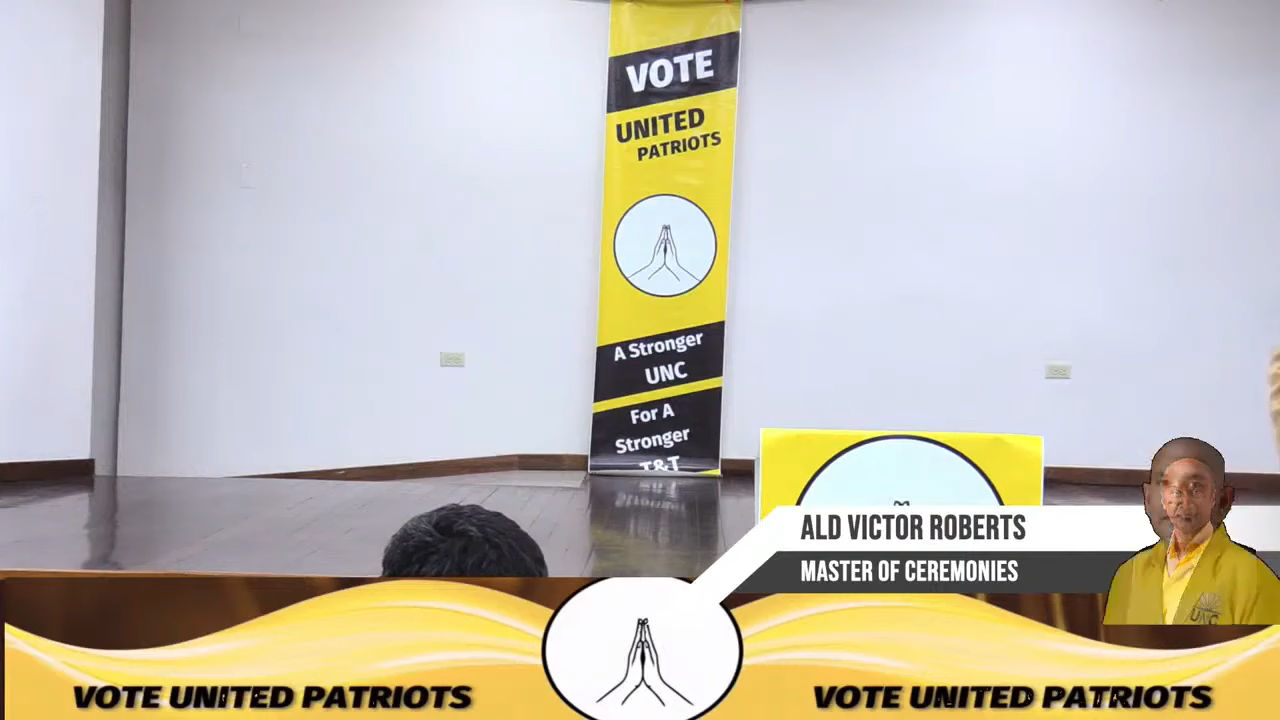 VOTE
UNITED
PATRIOTS
A Stronger
UNC
For A
Stronger
T&T
ALD VICTOR ROBERTS
MASTER OF CEREMONIES
UNC
VOTE UNITED PATRIOTS
VOTE UNITED PATRIOTS